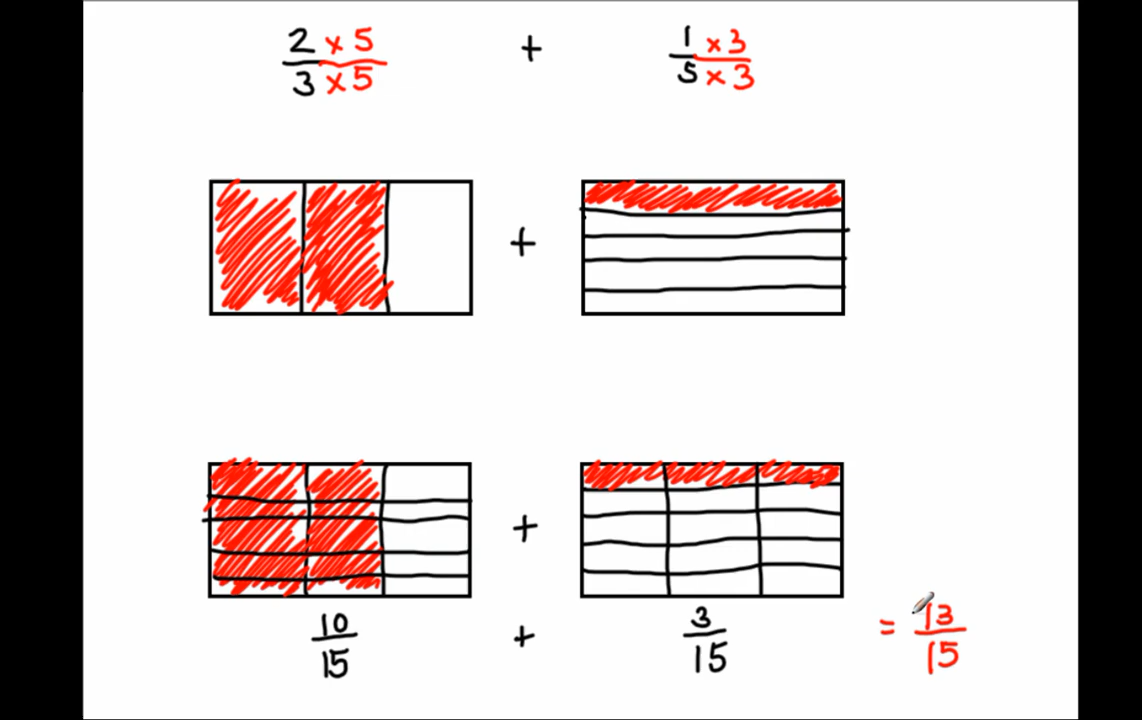 2 × 5 + 1 × 3
3 × 5 5 × 3
+
+
10 + 3 = 13
15 15 15